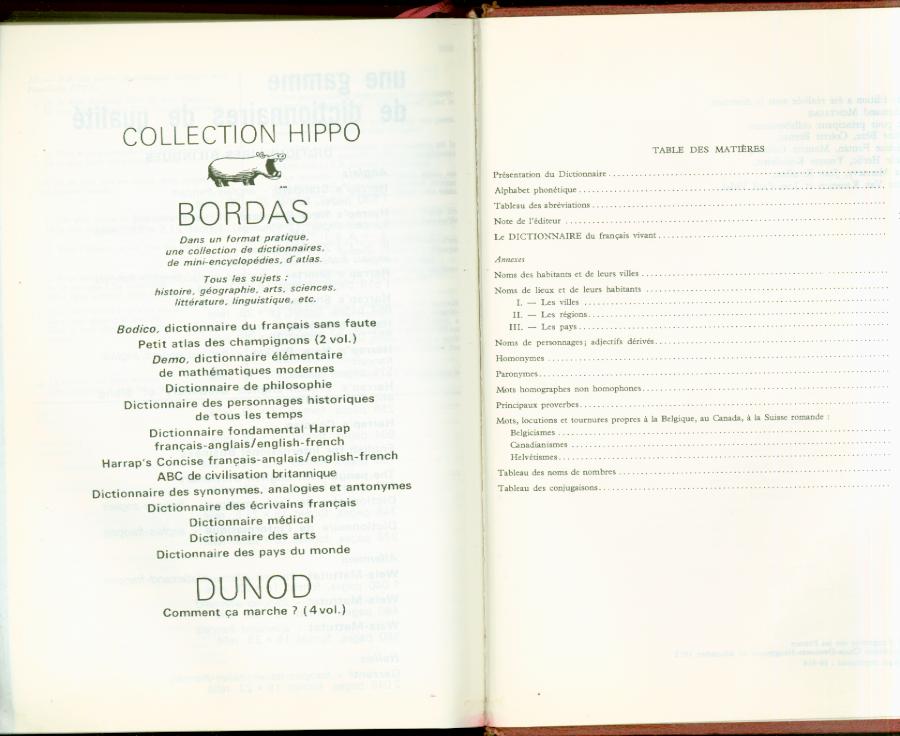 COLLECTION HIPPO
BORDAS
Dans un format pratique,
une collection de dictionnaires,
de mini-encyclopédies, d'atlas.
Tous les sujets :
histoire, géographie, arts, sciences,
littérature, linguistique, etc.
Bodico, dictionnaire du français sans faute
Petit atlas des champignons (2 vol.)
Demo, dictionnaire élémentaire
de mathématiques modernes
Dictionnaire de philosophie
Dictionnaire des personnages historiques
de tous les temps
Dictionnaire fondamental Harrap
français-anglais/english-french
Harrap's Concise français-anglais/english-french
ABC de civilisation britannique
Dictionnaire des synonymes, analogies et antonymes
Dictionnaire des écrivains français
Dictionnaire médical
Dictionnaire des arts
Dictionnaire des pays du monde
DUNOD
Comment ça marche ? (4 vol.)
TABLE DES MATIÈRES
Présentation du Dictionnaire
Alphabet phonétique
Tableau des abréviations
Note de l'éditeur
Le DICTIONNAIRE du français vivant
Annexes
Noms des habitants et de leurs villes
Noms de lieux et de leurs habitants
I. — Les villes
II. — Les régions
III. — Les pays
Noms de personnages; adjectifs dérivés
Homonymes
Paronymes
Mots homographes non homophones
Principaux proverbes
Mots, locutions et tournures propres à la Belgique, au Canada, à la Suisse romande :
Belgicismes
Canadianismes
Helvétismes
Tableau des noms de nombres
Tableau des conjugaisons